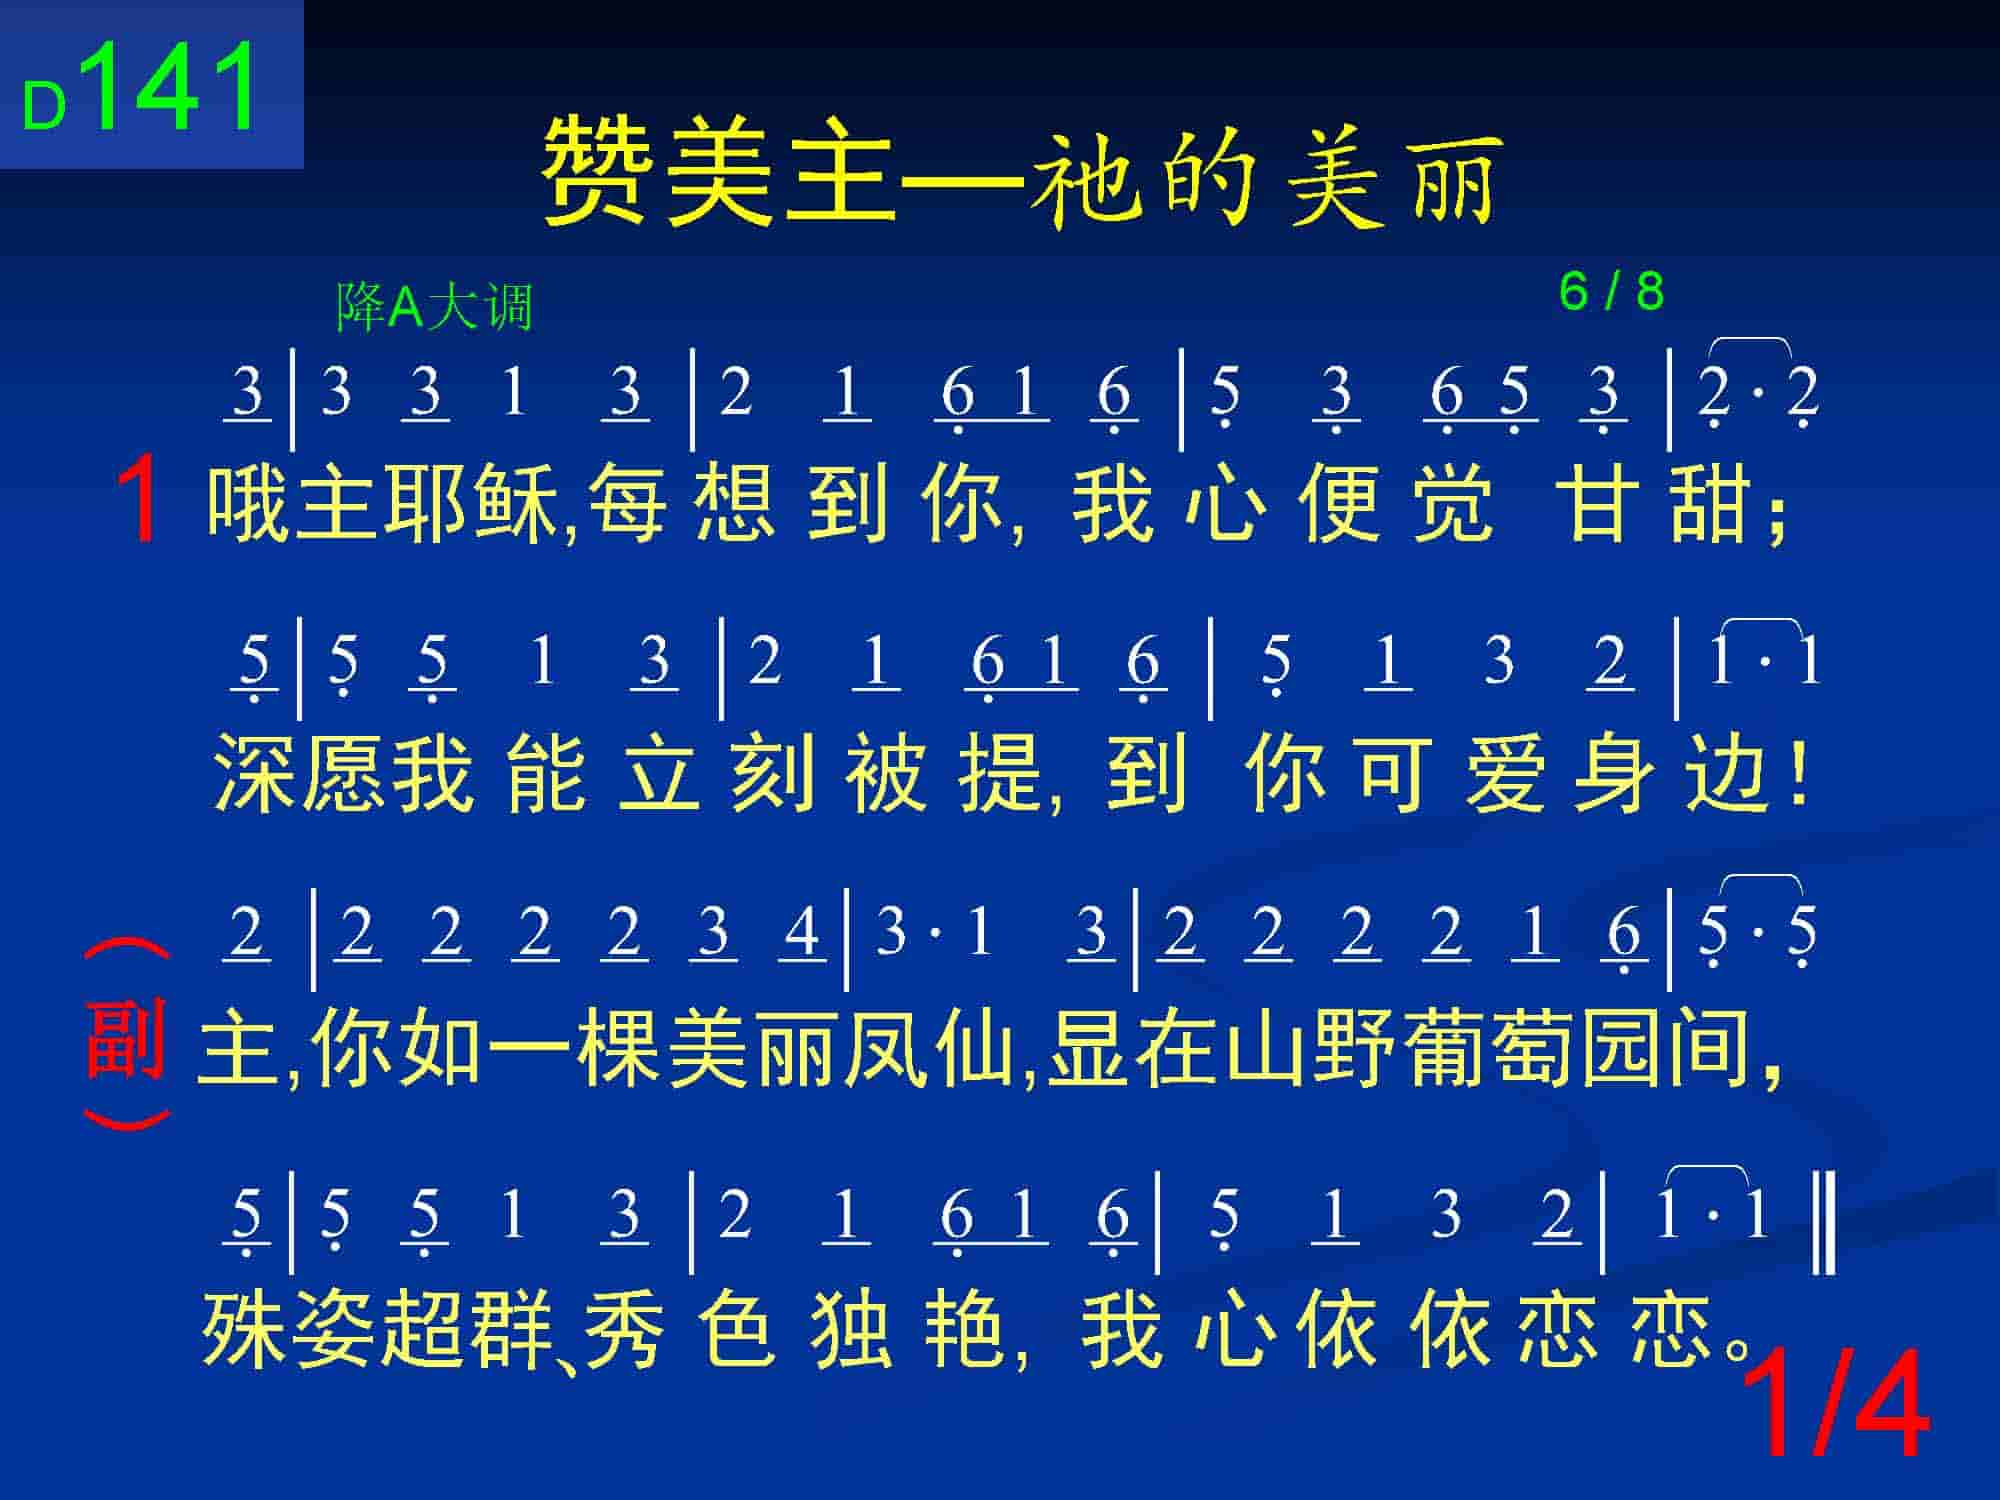 D141
赞美主—祂的美丽
降A大调 6 / 8
3 | 3 3 1 3 | 2 1 6 1 6 | 5 3 6 5 3 | 2 · 2
1 哦主耶稣,每想到你,我心便觉甘甜;
5 | 5 5 1 3 | 2 1 6 1 6 | 5 1 3 2 | 1 · 1
深愿我能立刻被提,到你可爱身边!
2 | 2 2 2 2 3 4 | 3 · 1 3 | 2 2 2 2 1 6 | 5 · 5
(副) 主,你如一棵美丽凤仙,显在山野葡萄园间,
5 | 5 5 1 3 | 2 1 6 1 6 | 5 1 3 2 | 1 · 1 ‖
殊姿超群、秀色独艳,我心依依恋恋。
1/4